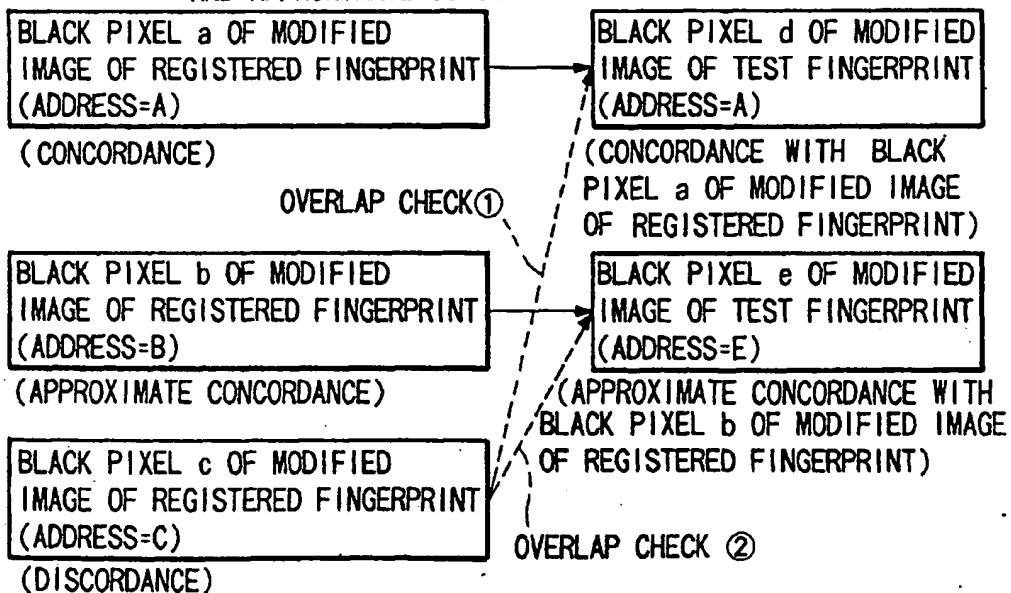 BLACK PIXEL a OF MODIFIED
IMAGE OF REGISTERED FINGERPRINT
(ADDRESS=A)
(CONCORDANCE)
BLACK PIXEL d OF MODIFIED
IMAGE OF TEST FINGERPRINT
(ADDRESS=A)
(CONCORDANCE WITH BLACK
PIXEL a OF MODIFIED IMAGE
OF REGISTERED FINGERPRINT)
OVERLAP CHECK①
BLACK PIXEL b OF MODIFIED
IMAGE OF REGISTERED FINGERPRINT
(ADDRESS=B)
(APPROXIMATE CONCORDANCE)
BLACK PIXEL e OF MODIFIED
IMAGE OF TEST FINGERPRINT
(ADDRESS=E)
(APPROXIMATE CONCORDANCE WITH
BLACK PIXEL b OF MODIFIED IMAGE
OF REGISTERED FINGERPRINT)
BLACK PIXEL c OF MODIFIED
IMAGE OF REGISTERED FINGERPRINT
(ADDRESS=C)
(DISCORDANCE)
OVERLAP CHECK ②